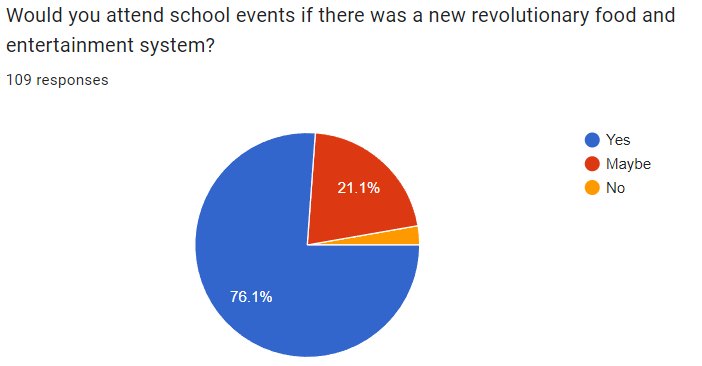 Would you attend school events if there was a new revolutionary food and
entertainment system?
109 responses
Yes
Maybe
No
21.1%
76.1%